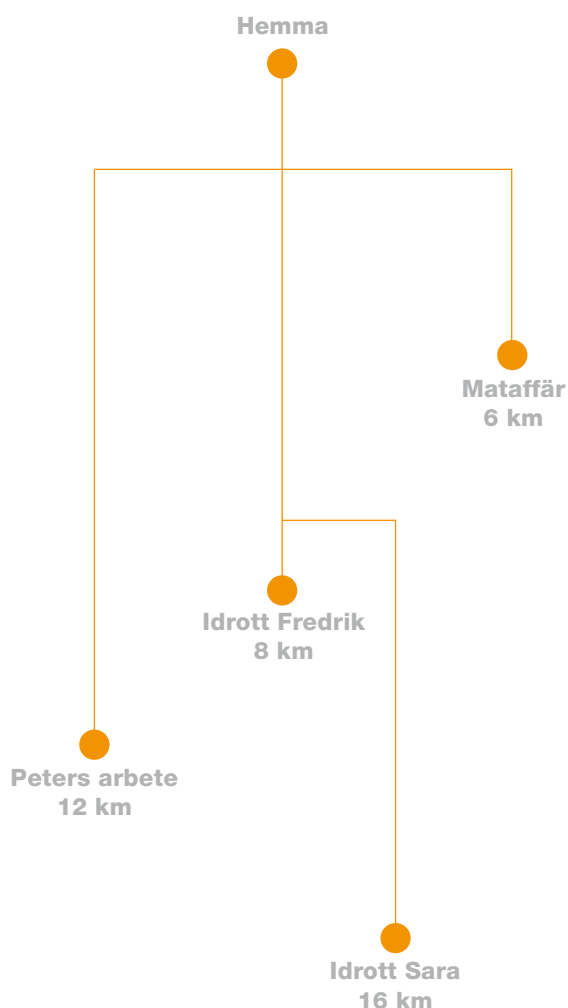 Hemma
Mataffär
6 km
Idrott Fredrik
8 km
Peters arbete
12 km
Idrott Sara
16 km